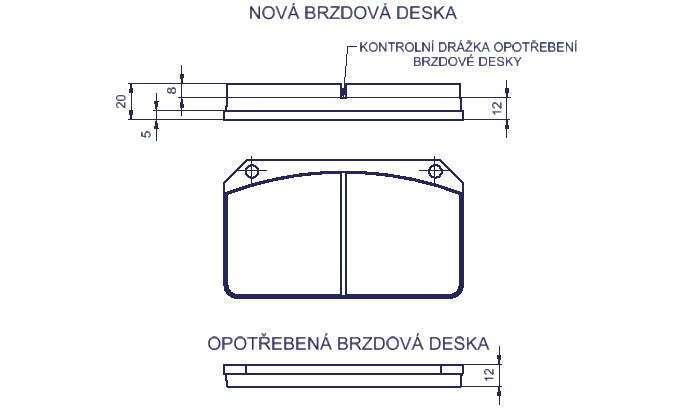 NOVÁ BRZDOVÁ DESKA
KONTROLNÍ DRÁŽKA OPOTŘEBENÍ
BRZDOVÉ DESKY
20
8
5
12
OPOTŘEBENÁ BRZDOVÁ DESKA
12